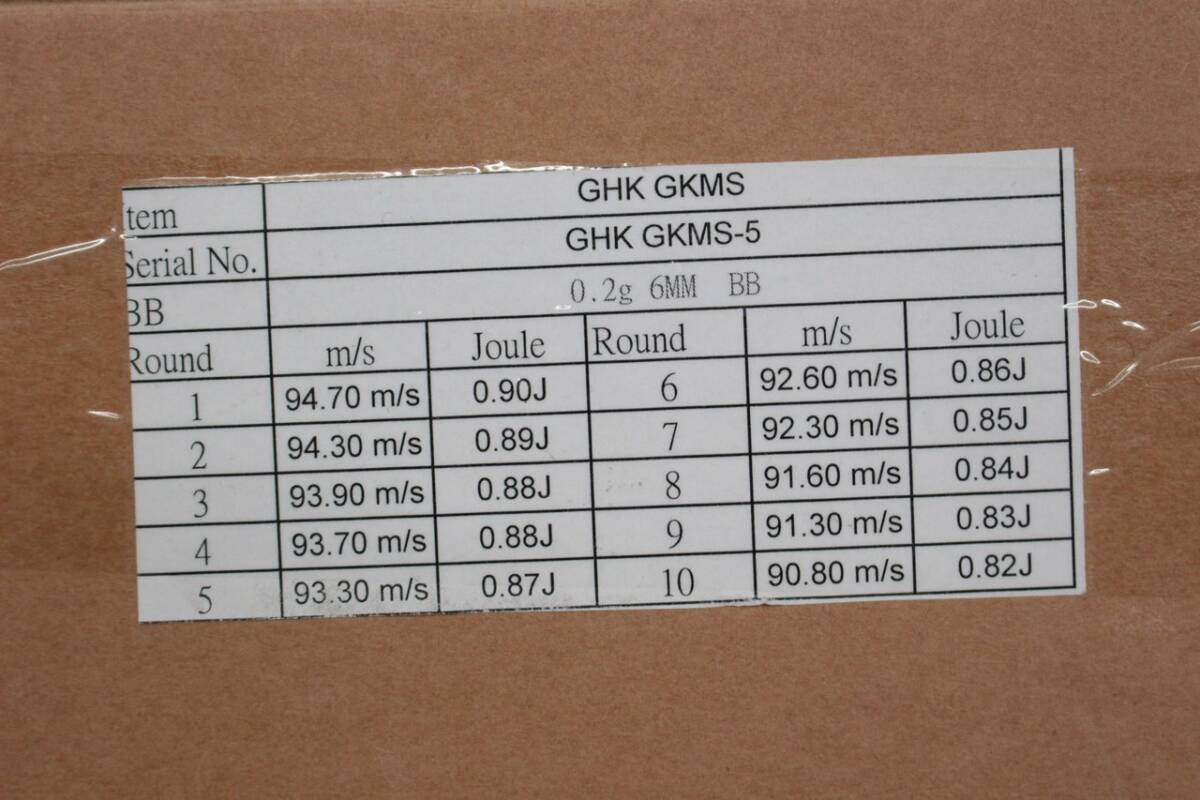 tem GHK GKMS
Serial No. GHK GKMS-5
BB 0.2g 6MM BB
Round m/s Joule Round m/s Joule
1 94.70 m/s 0.90J 6 92.60 m/s 0.86J
2 94.30 m/s 0.89J 7 92.30 m/s 0.85J
3 93.90 m/s 0.88J 8 91.60 m/s 0.84J
4 93.70 m/s 0.88J 9 91.30 m/s 0.83J
5 93.30 m/s 0.87J 10 90.80 m/s 0.82J